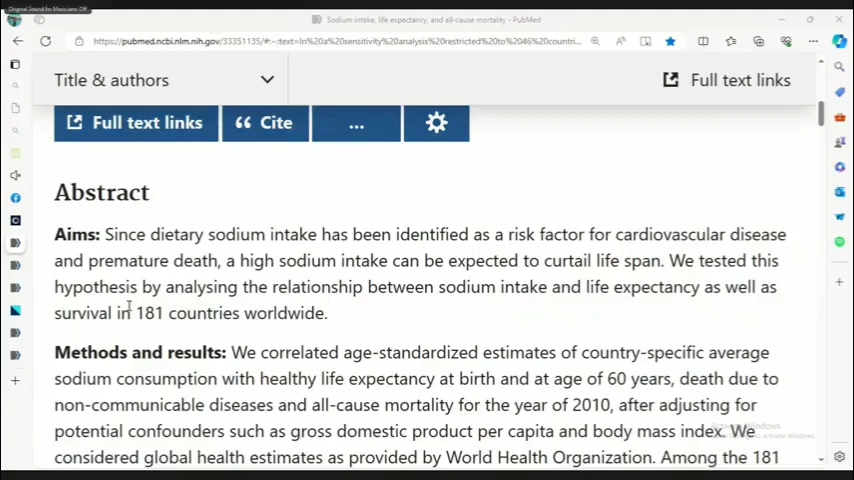 Original Sound for Musicians: Off
Sodium intake, life expectancy, and all-cause mortality - PubMed
https://pubmed.ncbi.nlm.nih.gov/33351135/#:~:text=In%20a%20sensitivity%20analysis%20restricted%20to%2046%20countri...
Title & authors
Full text links
Full text links
Cite
...
Abstract
Aims: Since dietary sodium intake has been identified as a risk factor for cardiovascular disease
and premature death, a high sodium intake can be expected to curtail life span. We tested this
hypothesis by analysing the relationship between sodium intake and life expectancy as well as
survival in 181 countries worldwide.
Methods and results: We correlated age-standardized estimates of country-specific average
sodium consumption with healthy life expectancy at birth and at age of 60 years, death due to
non-communicable diseases and all-cause mortality for the year of 2010, after adjusting for
potential confounders such as gross domestic product per capita and body mass index. We
considered global health estimates as provided by World Health Organization. Among the 181